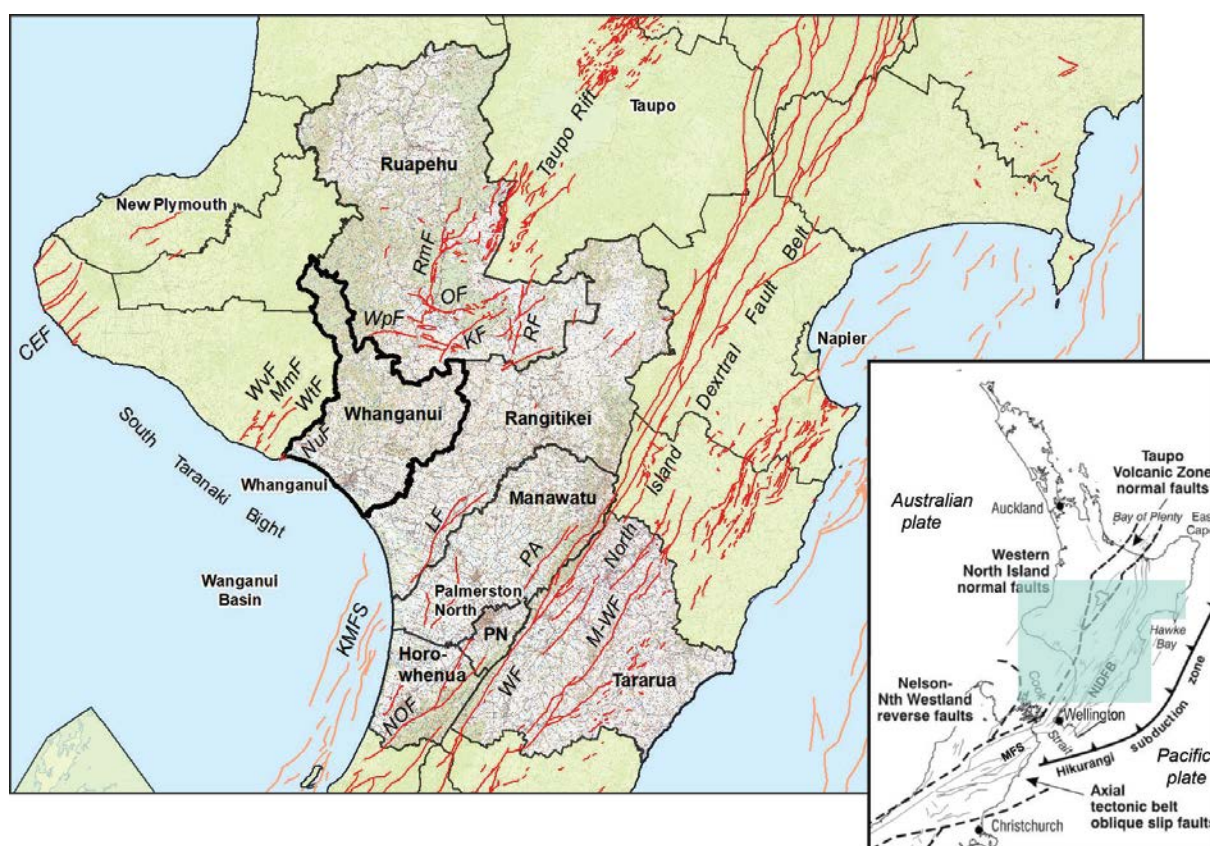 Taupo Rift
Taupo
Ruapehu
New Plymouth
RmF
OF
WpF
KF
RF
CEF
WvF
MmF
WtF
NuF
Whanganui
Rangitikei
Napier
North Island Dexrtral Fault Belt
South Taranaki Bight
Whanganui
Manawatu
LF
PA
Wanganui
Basin
KMFS
Palmerston
North
PN
Horo-
whenua
M-WF
WF
NOF
Tararua
Taupo
Volcanic Zone
normal faults
Australian
plate
Auckland
Bay of Plenty
East
Cape
Western
North Island
normal faults
Hawke
Bay
Nelson-
Nth Westland
reverse faults
Cook
Strait
NIDFB
Wellington
MFS
Hikurangi subduction zone
Pacific
plate
Axial
tectonic belt
oblique slip faults
Christchurch